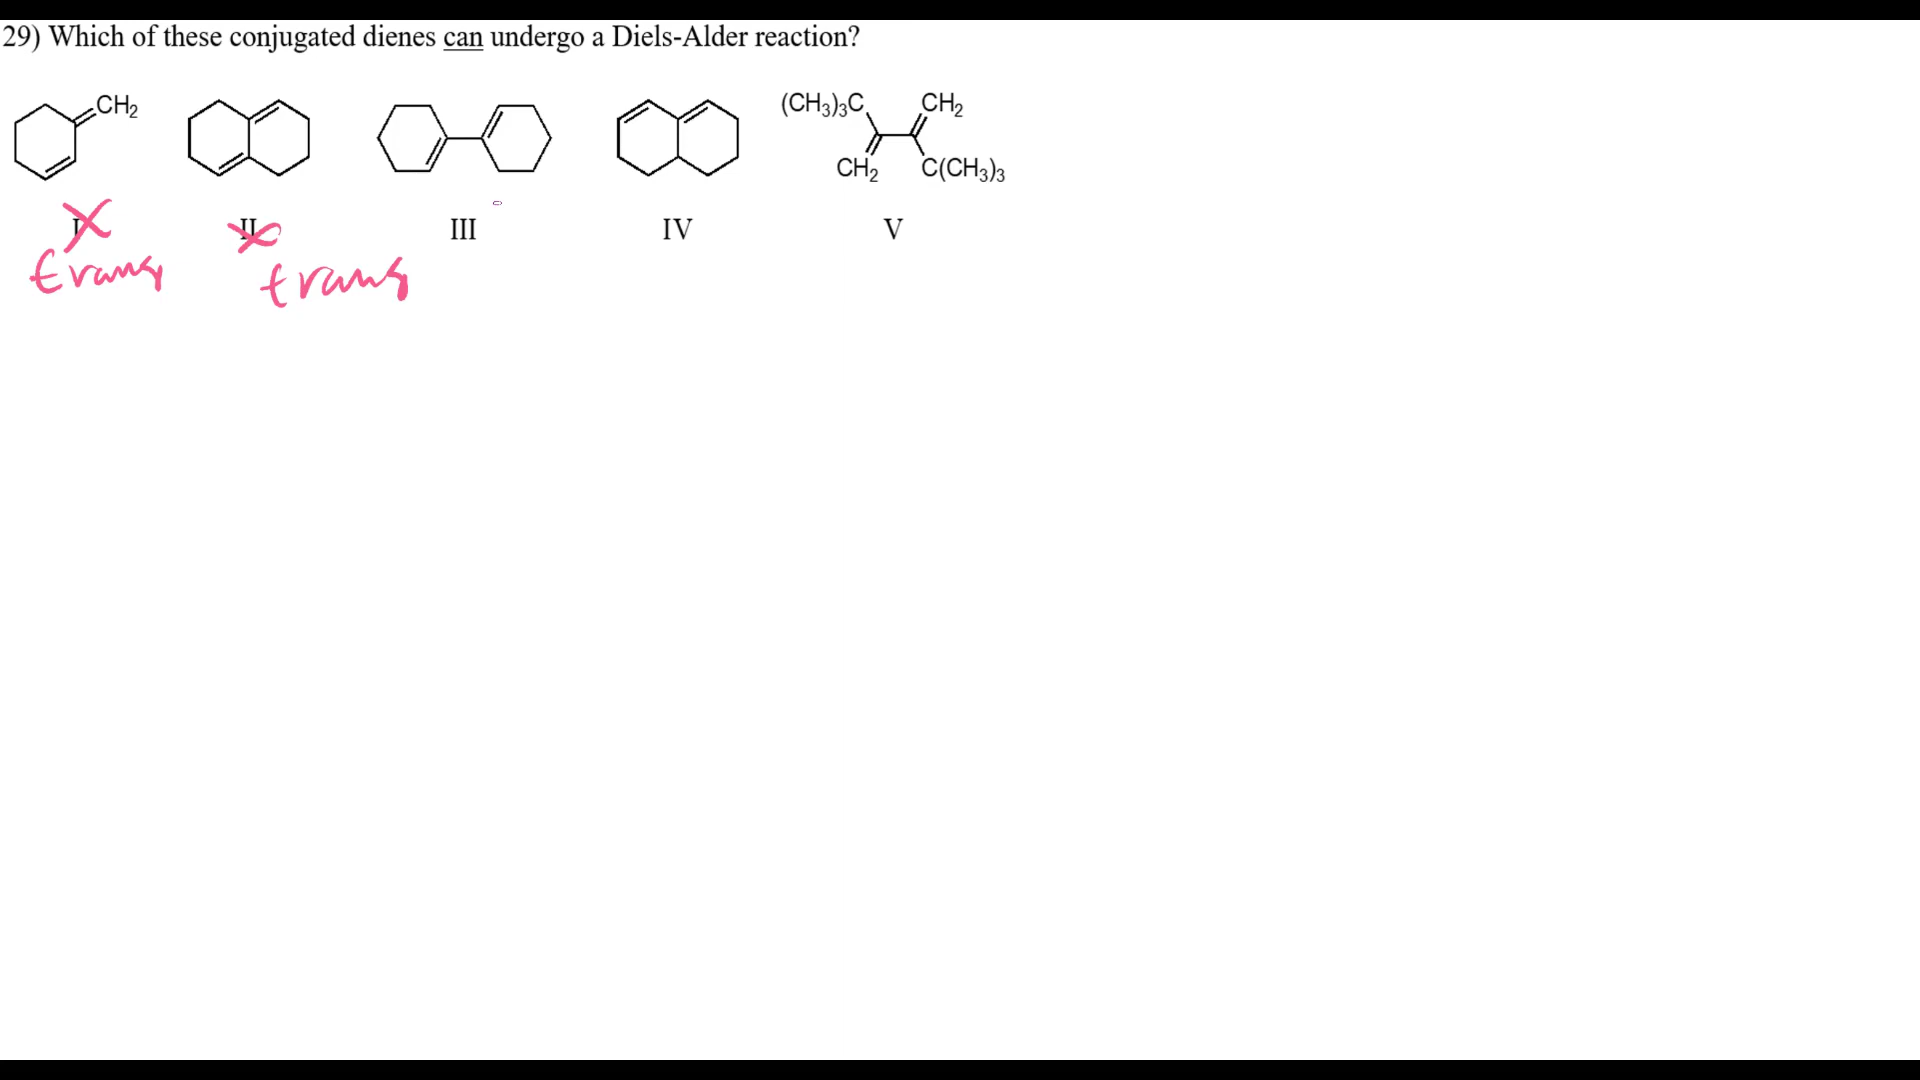 29) Which of these conjugated dienes can undergo a Diels-Alder reaction?
CH2
(CH3)3C CH2
CH2 C(CH3)3
I II III IV V
trans trans